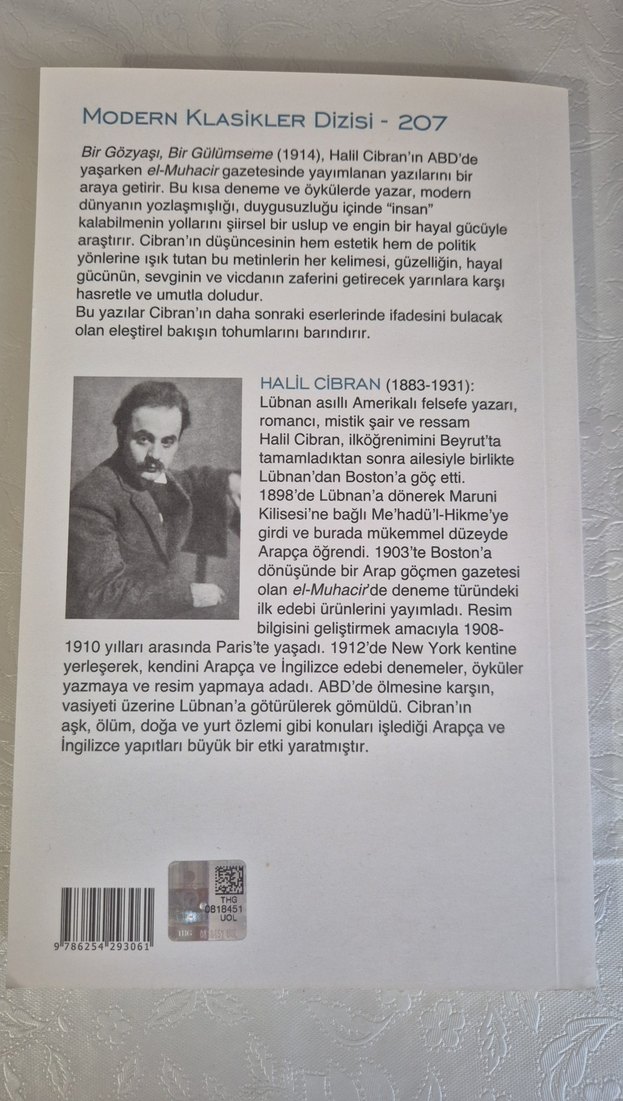 MODERN KLASİKLER DİZİSİ - 207
Bir Gözyaşı, Bir Gülümseme (1914), Halil Cibran'ın ABD'de
yaşarken el-Muhacir gazetesinde yayımlanan yazılarını bir
araya getirir. Bu kısa deneme ve öykülerde yazar, modern
dünyanın yozlaşmışlığı, duygusuzluğu içinde “insan”
kalabilmenin yollarını şiirsel bir uslup ve engin bir hayal gücüyle
araştırır. Cibran'ın düşüncesinin hem estetik hem de politik
yönlerine ışık tutan bu metinlerin her kelimesi, güzelliğin, hayal
gücünün, sevginin ve vicdanın zaferini getirecek yarınlara karşı
hasretle ve umutla doludur.
Bu yazılar Cibran'ın daha sonraki eserlerinde ifadesini bulacak
olan eleştirel bakışın tohumlarını barındırır.
HALİL CİBRAN (1883-1931):
Lübnan asıllı Amerikalı felsefe yazarı,
romancı, mistik şair ve ressam
Halil Cibran, ilköğrenimini Beyrut'ta
tamamladıktan sonra ailesiyle birlikte
Lübnan'dan Boston'a göç etti.
1898'de Lübnan'a dönerek Maruni
Kilisesi'ne bağlı Me'hadü'l-Hikme'ye
girdi ve burada mükemmel düzeyde
Arapça öğrendi. 1903'te Boston'a
dönüşünde bir Arap göçmen gazetesi
olan el-Muhacir'de deneme türündeki
ilk edebi ürünlerini yayımladı. Resim
bilgisini geliştirmek amacıyla 1908-
1910 yılları arasında Paris'te yaşadı. 1912'de New York kentine
yerleşerek, kendini Arapça ve İngilizce edebi denemeler, öyküler
yazmaya ve resim yapmaya adadı. ABD'de ölmesine karşın,
vasiyeti üzerine Lübnan'a götürülerek gömüldü. Cibran'ın
aşk, ölüm, doğa ve yurt özlemi gibi konuları işlediği Arapça ve
İngilizce yapıtları büyük bir etki yaratmıştır.
THG
0818451
UOL
9 786254 293061